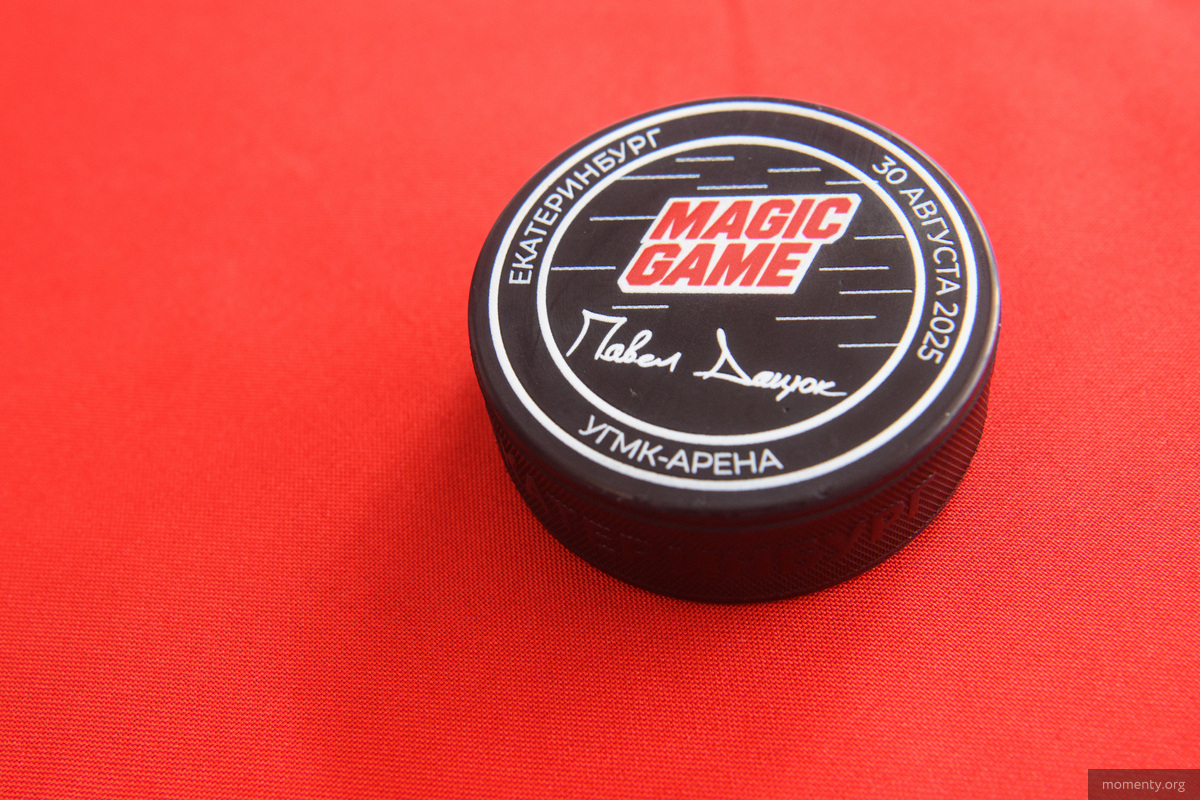 ЕКАТЕРИНБУРГ
30 АВГУСТА 2025
MAGIC
GAME
Павел Дацюк
УГМК-АРЕНА
momenty.org